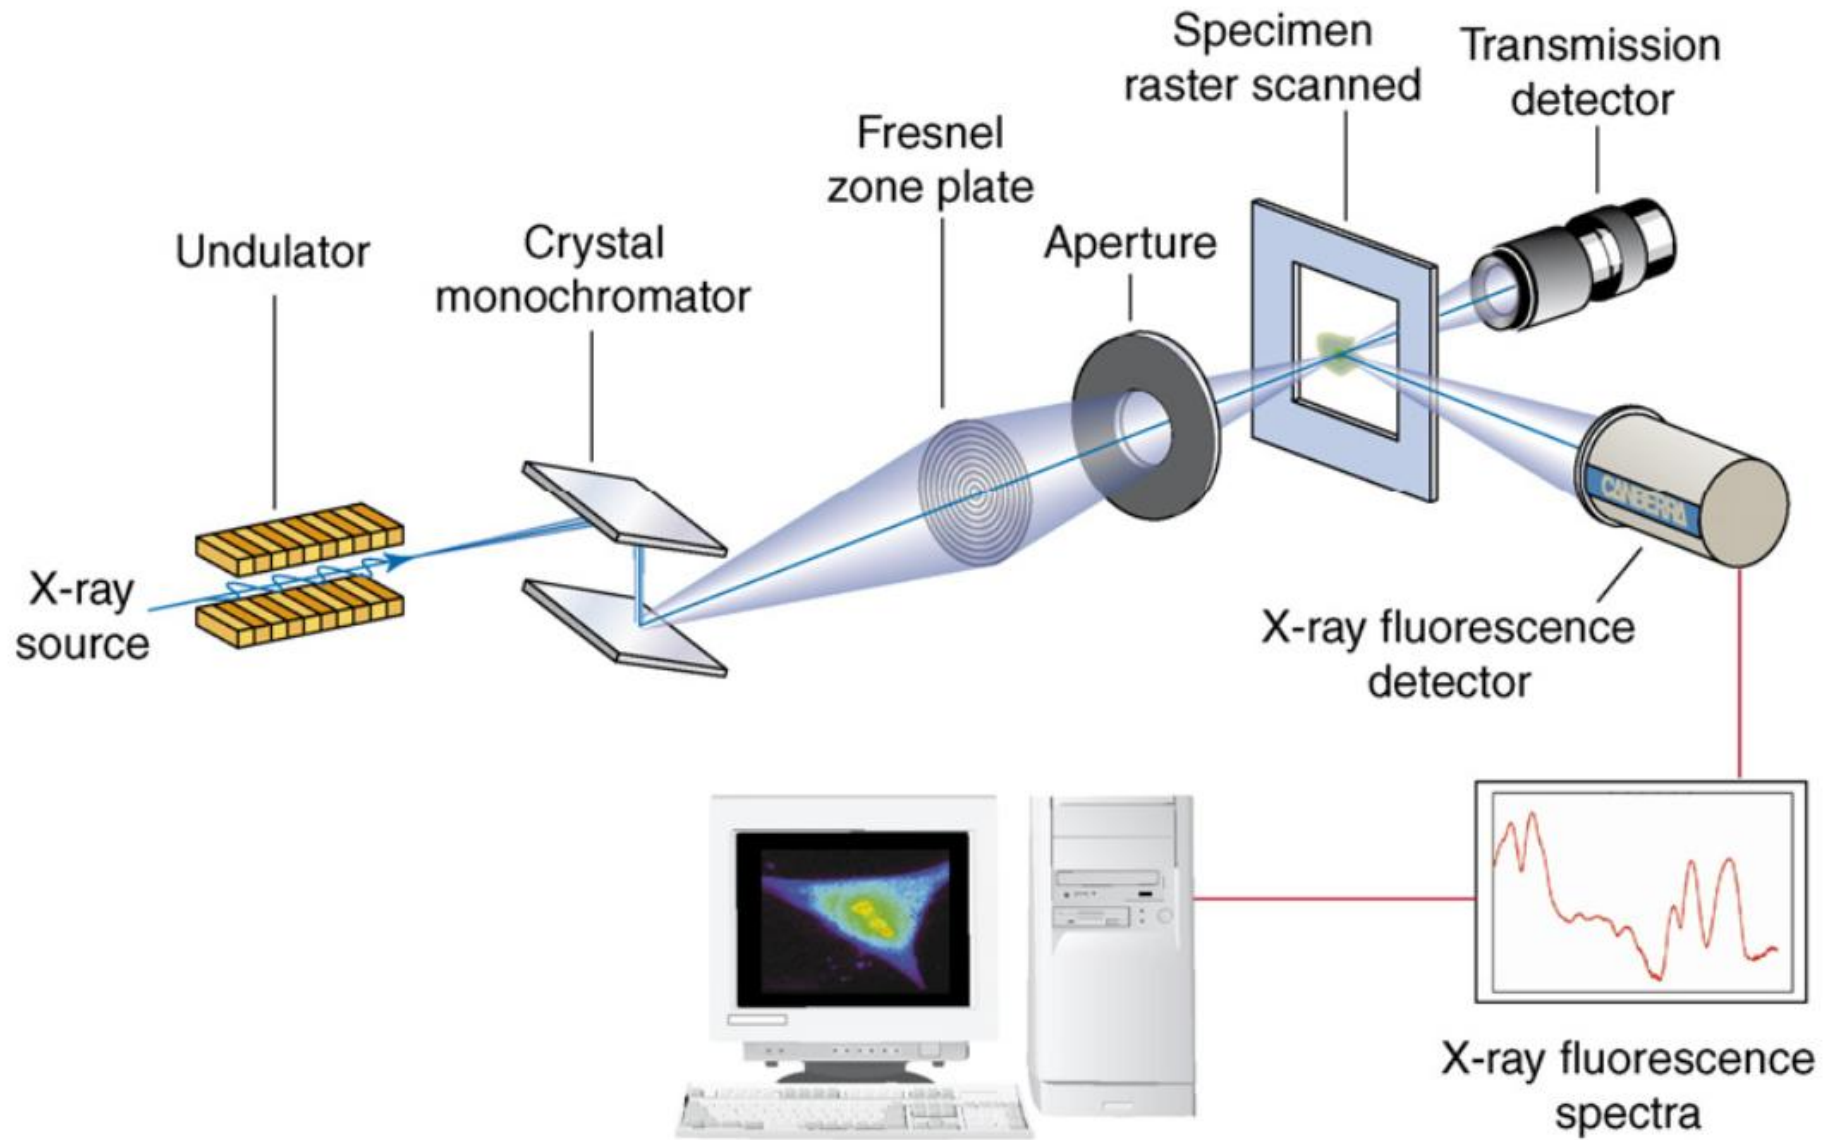 Specimen
raster scanned
Transmission
detector
Fresnel
zone plate
Undulator
Crystal
monochromator
Aperture
X-ray
source
CANBERRA
X-ray fluorescence
detector
X-ray fluorescence
spectra